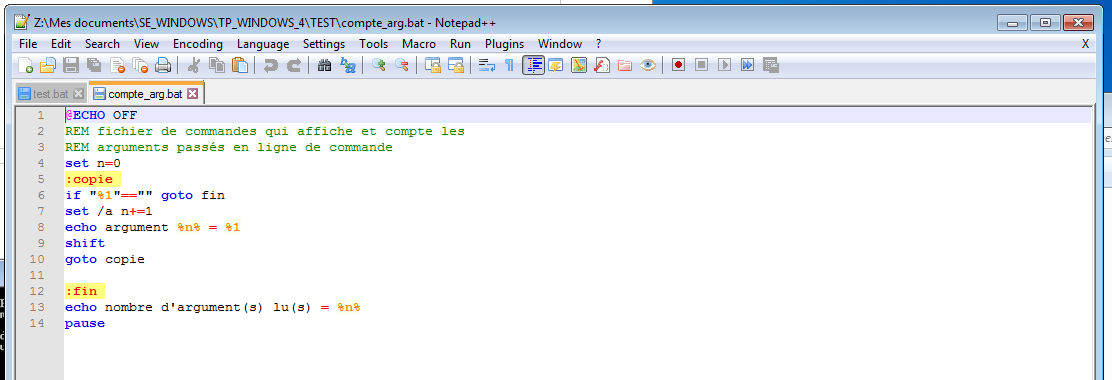 Z:\Mes documents\SE_WINDOWS\TP_WINDOWS_4\TEST\compte_arg.bat - Notepad++
File Edit Search View Encoding Language Settings Tools Macro Run Plugins Window ? X
test.bat compte_arg.bat
1 @ECHO OFF
2 REM fichier de commandes qui affiche et compte les
3 REM arguments passés en ligne de commande
4 set n=0
5 :copie
6 if "%1"=="" goto fin
7 set /a n+=1
8 echo argument %n% = %1
9 shift
10 goto copie
11
12 :fin
13 echo nombre d'argument(s) lu(s) = %n%
14 pause